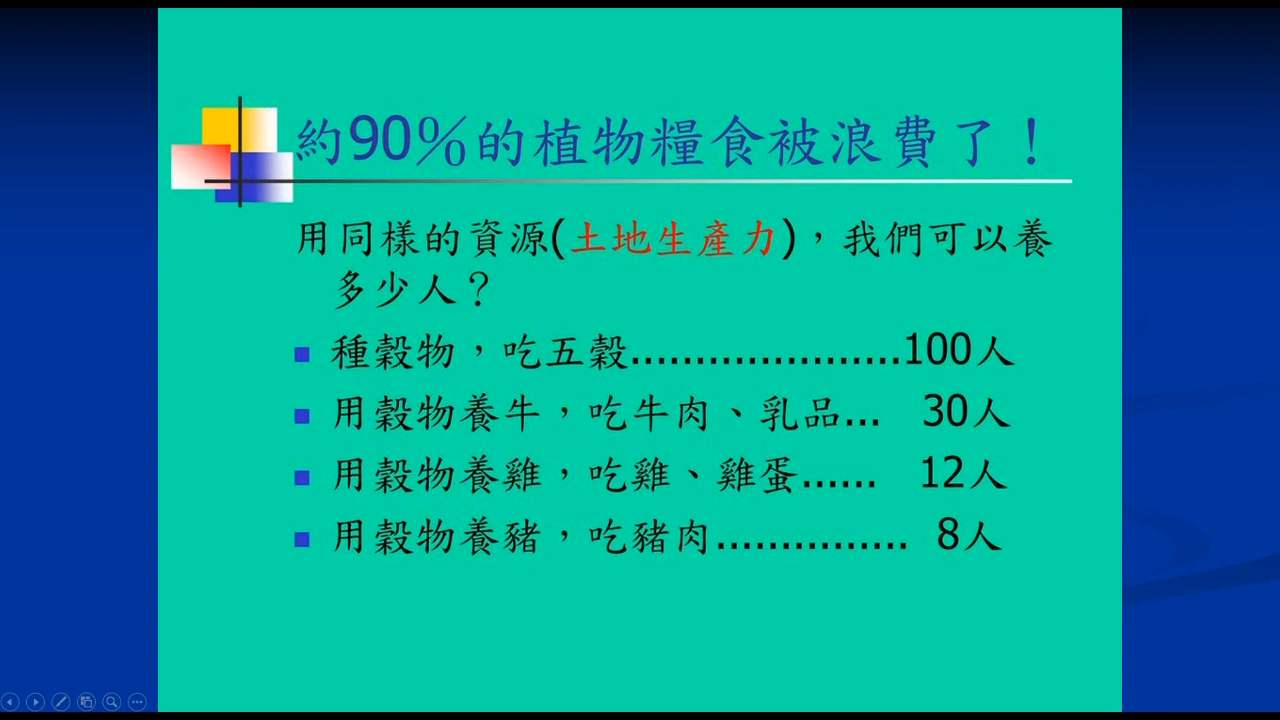 約90％的植物糧食被浪費了！
用同樣的資源(土地生產力)，我們可以養
多少人？
種穀物，吃五穀.....................100人
用穀物養牛，吃牛肉、乳品... 30人
用穀物養雞，吃雞、雞蛋...... 12人
用穀物養豬，吃豬肉............... 8人